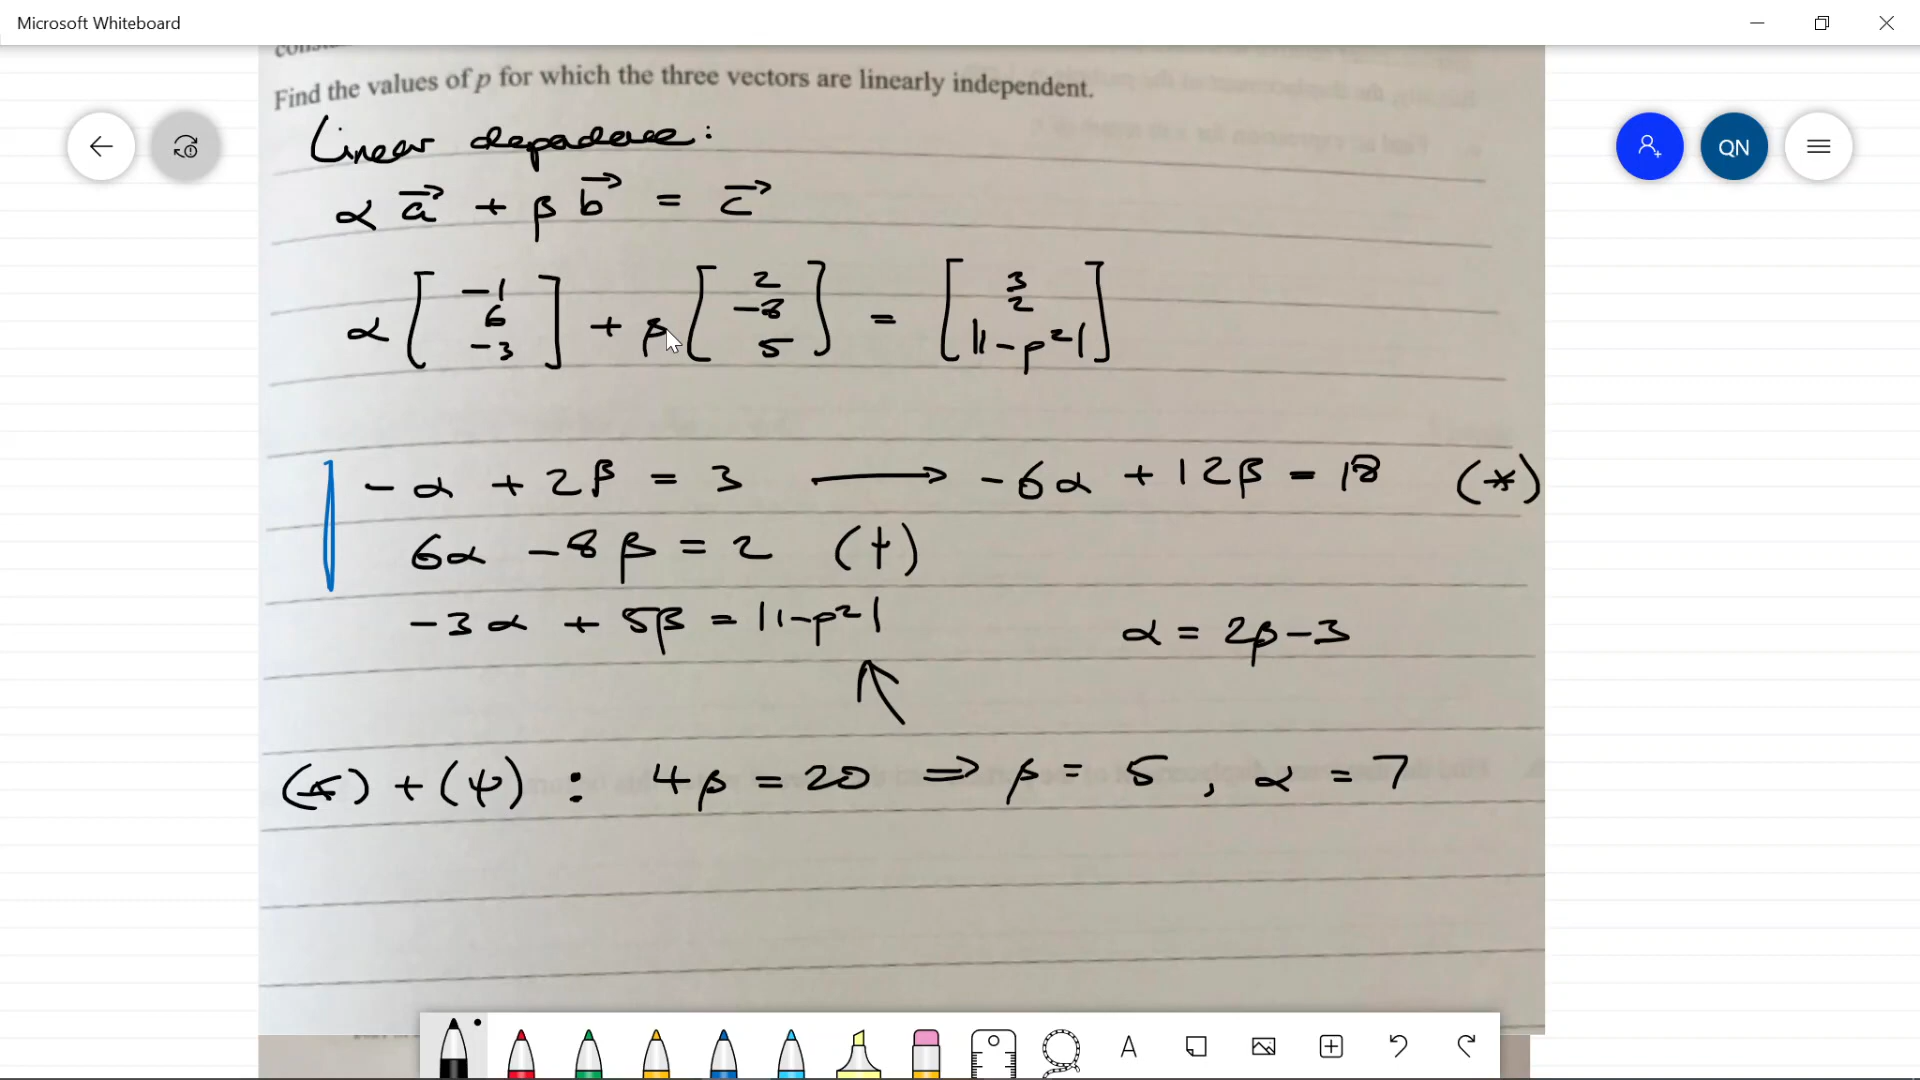 Microsoft Whiteboard
Find the values of p for which the three vectors are linearly independent.
Linear dependence:
α a⃗ + β b⃗ = c⃗
α [-1 6 -3] + β [2 -8 5] = [3 2 |1-p²|]
-α + 2β = 3 ⟶ -6α + 12β = 18 (*)
6α - 8β = 2 (†)
-3α + 5β = |1-p²|
α = 2β-3
(*) + (†) : 4β = 20 ⟹ β = 5, α = 7
QN
A